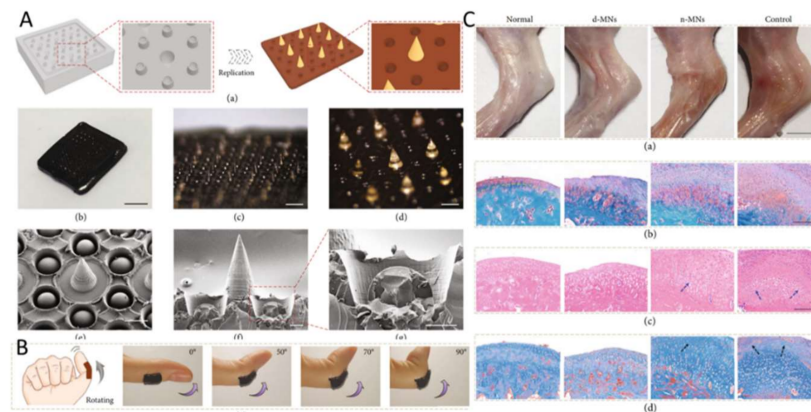 A
Replication
(a)
(b)
(c)
(d)
(e)
(f)
(g)
B
Rotating
0°
50°
70°
90°
C
Normal
d-MNs
n-MNs
Control
(a)
(b)
(c)
(d)